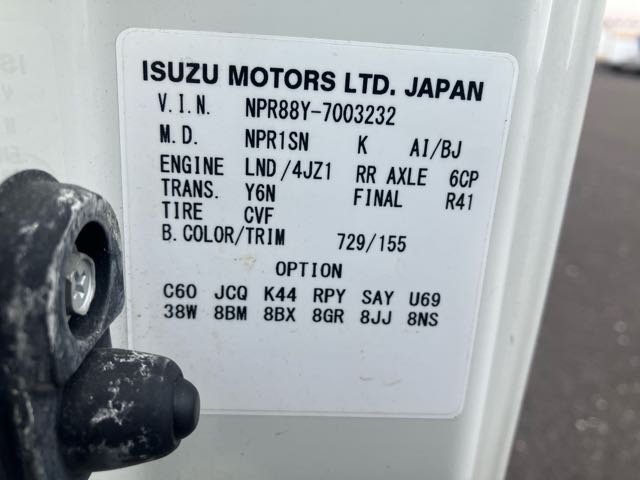 ISUZU MOTORS LTD. JAPAN
V.I.N. NPR88Y-7003232
M.D. NPR1SN K AI/BJ
ENGINE LND/4JZ1 RR AXLE 6CP
TRANS. Y6N FINAL R41
TIRE CVF
B.COLOR/TRIM 729/155
OPTION
C60 JCQ K44 RPY SAY U69
38W 8BM 8BX 8GR 8JJ 8NS